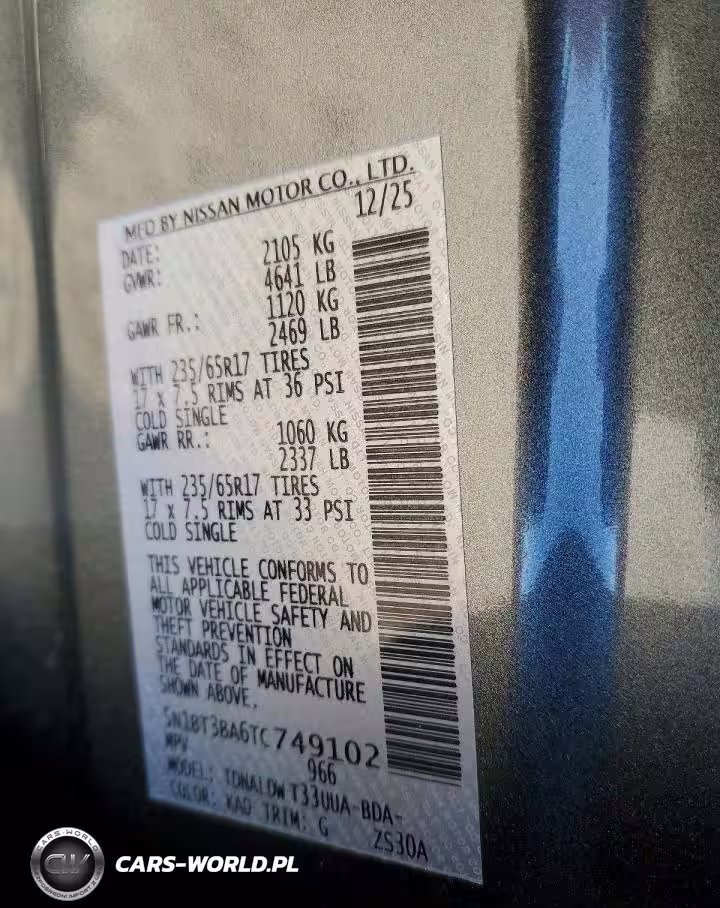 MFD BY NISSAN MOTOR CO., LTD.
DATE: 12/25
GVWR: 2105 KG
4641 LB
GAWR FR.: 1120 KG
2469 LB
WITH 235/65R17 TIRES
17 x 7.5 RIMS AT 36 PSI
COLD SINGLE
GAWR RR.: 1060 KG
2337 LB
WITH 235/65R17 TIRES
17 x 7.5 RIMS AT 33 PSI
COLD SINGLE
THIS VEHICLE CONFORMS TO
ALL APPLICABLE FEDERAL
MOTOR VEHICLE SAFETY AND
THEFT PREVENTION
STANDARDS IN EFFECT ON
THE DATE OF MANUFACTURE
SHOWN ABOVE.
5N1BT3BA6TC749102
MPV 966
MODEL: TDNALDW T33UUA-BDA-
COLOR: KAD TRIM: G ZS30A
CARS-WORLD
CW
CARS-WORLD.PL